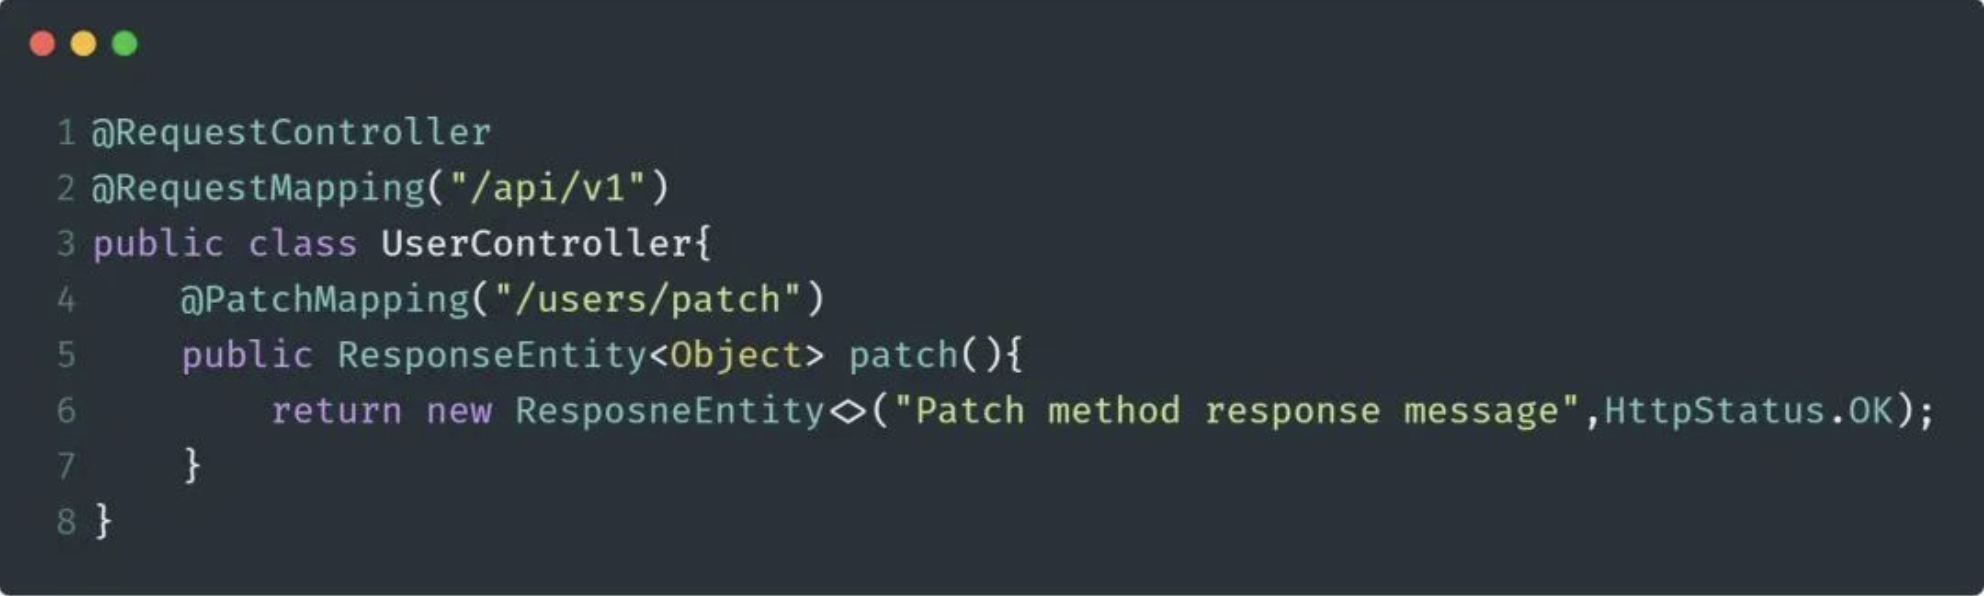 1 @RequestController
2 @RequestMapping("/api/v1")
3 public class UserController{
4     @PatchMapping("/users/patch")
5     public ResponseEntity<Object> patch(){
6         return new ResposneEntity<>("Patch method response message",HttpStatus.OK);
7     }
8 }